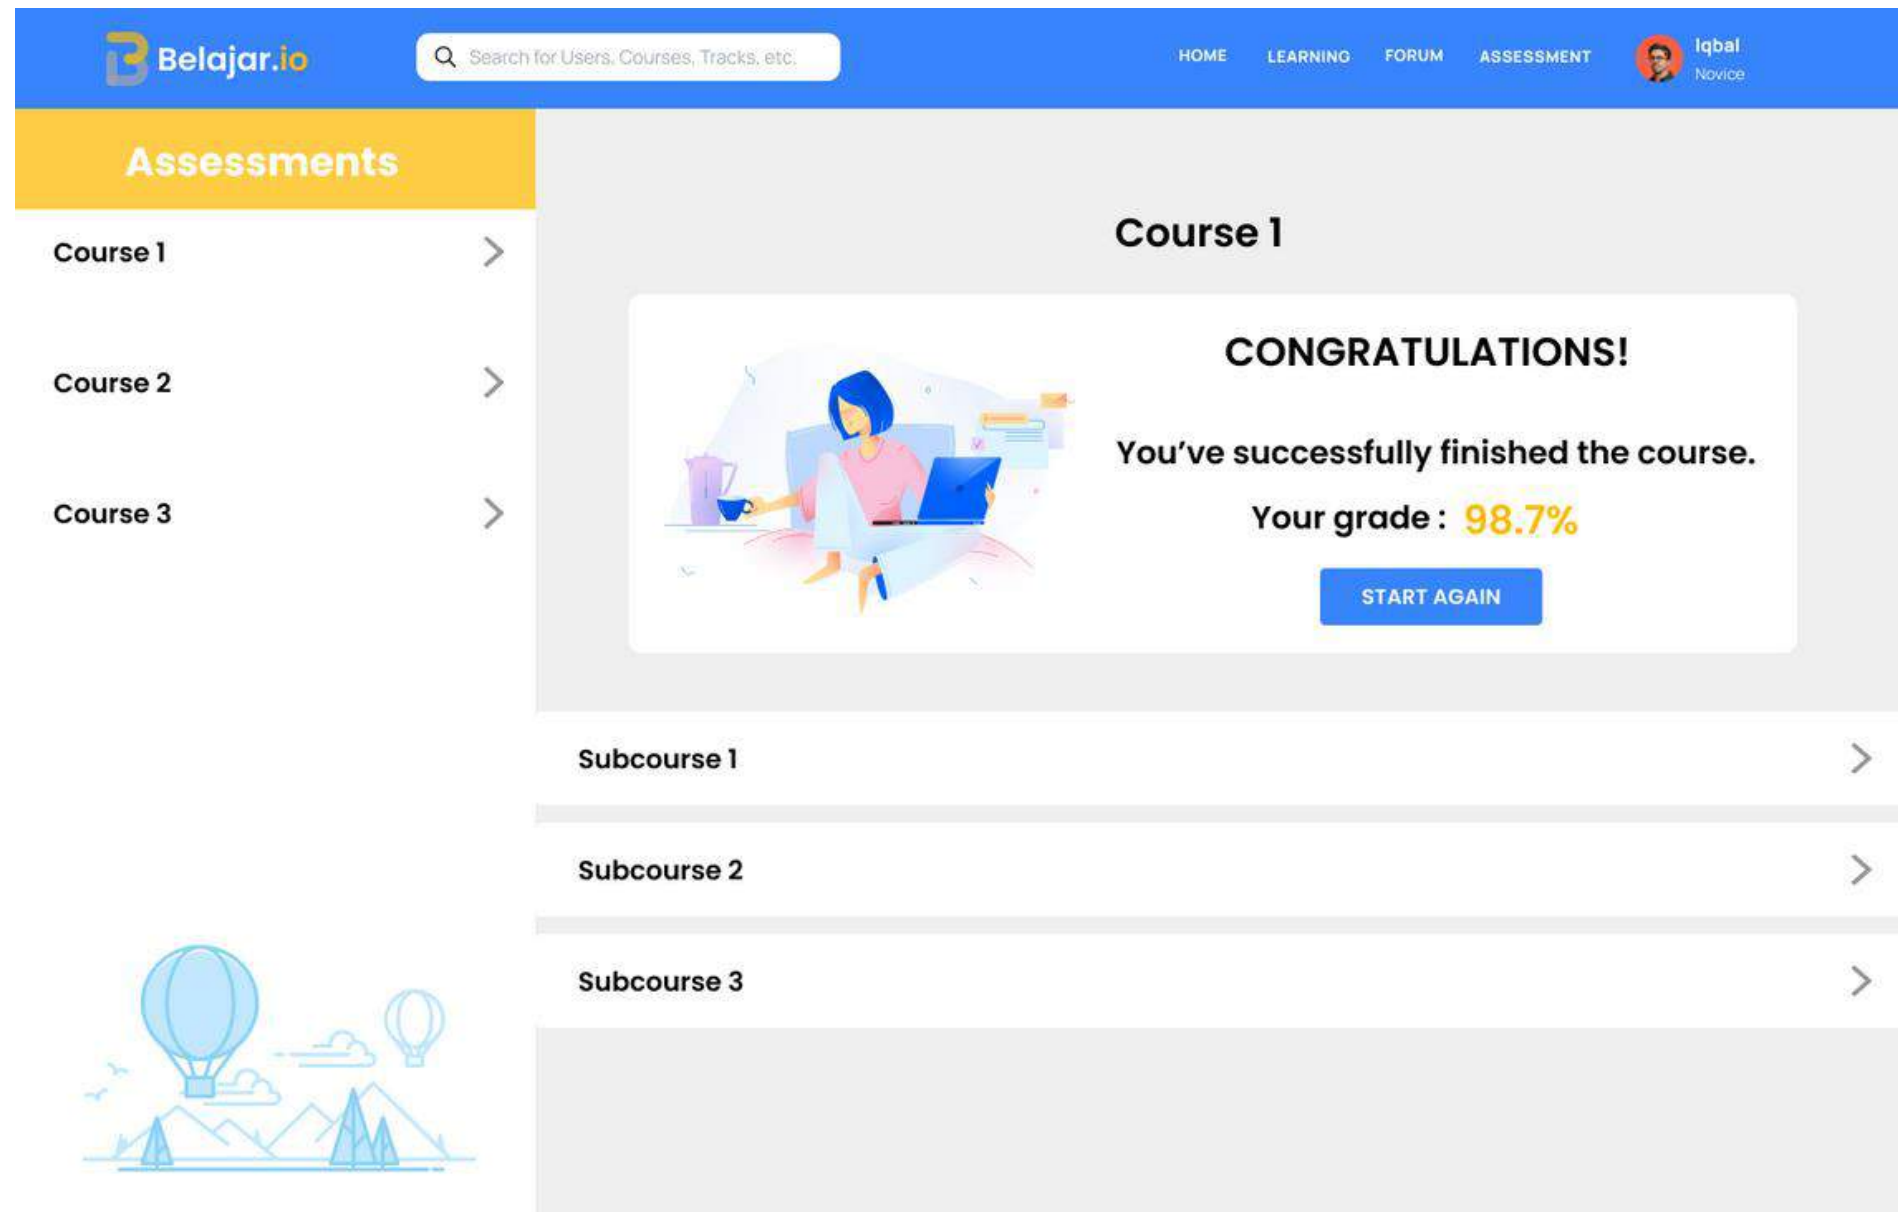 Belajar.io
Search for Users, Courses, Tracks, etc.
HOME
LEARNING
FORUM
ASSESSMENT
Iqbal
Novice
Assessments
Course 1
Course 2
Course 3
Course 1
CONGRATULATIONS!
You’ve successfully finished the course.
Your grade : 98.7%
START AGAIN
Subcourse 1
Subcourse 2
Subcourse 3